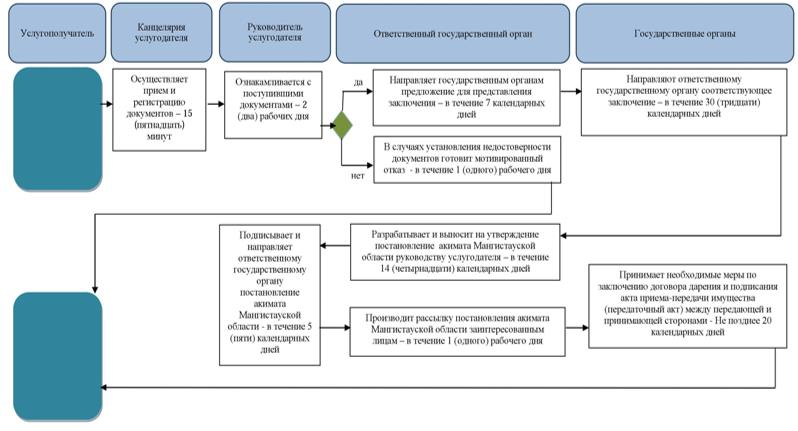 Услугополучатель
Канцелярия
услугодателя
Руководитель
услугодателя
Ответственный государственный орган
Государственные органы
Осуществляет
прием и
регистрацию
документов – 15
(пятнадцать)
минут
Ознакамливается с
поступившими
документами – 2
(два) рабочих дня
да
Направляет государственным органам
предложение для представления
заключения – в течение 7 календарных
дней
Направляют ответственному
государственному органу соответствующее
заключение – в течение 30 (тридцати)
календарных дней
нет
В случаях установления недостоверности
документов готовит мотивированный
отказ - в течение 1 (одного) рабочего дня
Подписывает и
направляет
ответственному
государственному
органу
постановление
акимата
Мангистауской
области - в течение 5
(пяти) календарных
дней
Разрабатывает и выносит на утверждение
постановление акимата Мангистауской
области руководству услугодателя – в течение
14 (четырнадцати) календарных дней
Производит рассылку постановления акимата
Мангистауской области заинтересованным
лицам – в течение 1 (одного) рабочего дня
Принимает необходимые меры по
заключению договора дарения и подписания
акта приема-передачи имущества
(передаточный акт) между передающей и
принимающей сторонами - Не позднее 20
календарных дней